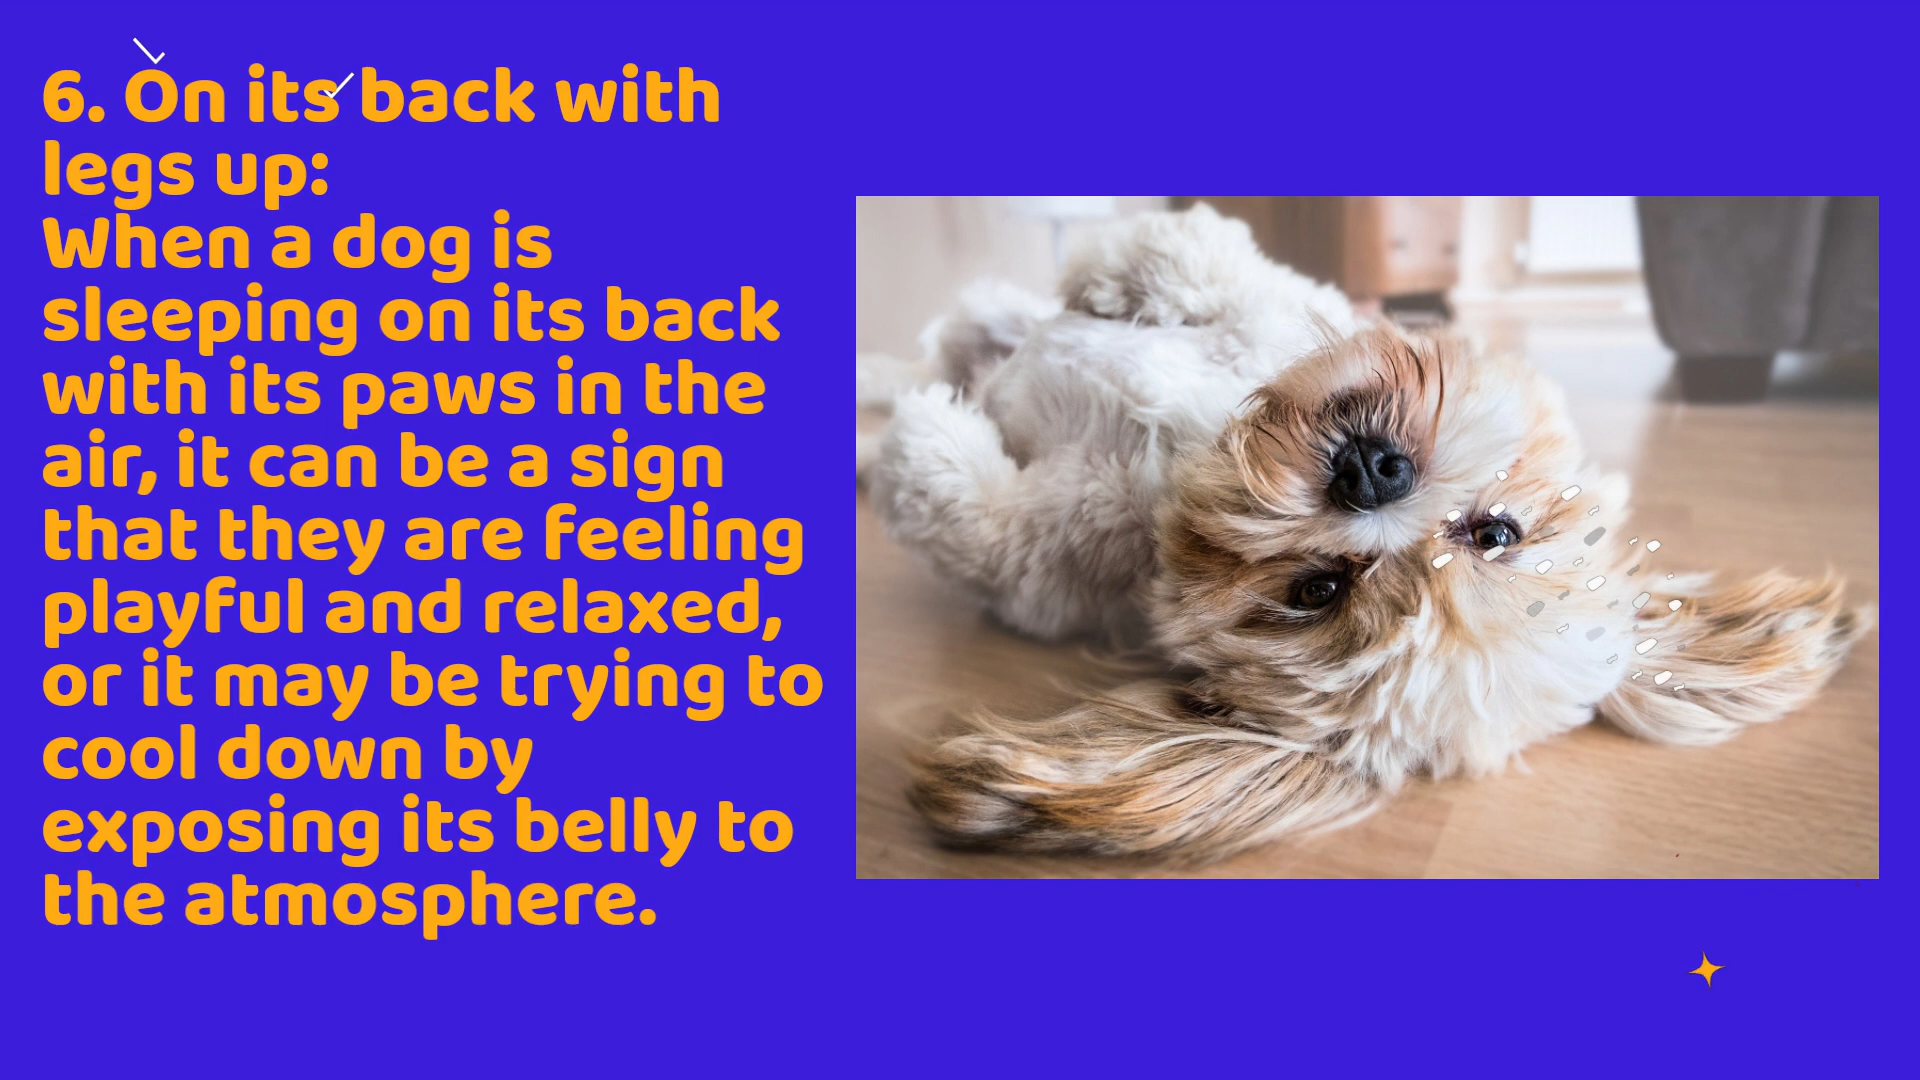 6. On its back with
legs up:
When a dog is
sleeping on its back
with its paws in the
air, it can be a sign
that they are feeling
playful and relaxed,
or it may be trying to
cool down by
exposing its belly to
the atmosphere.